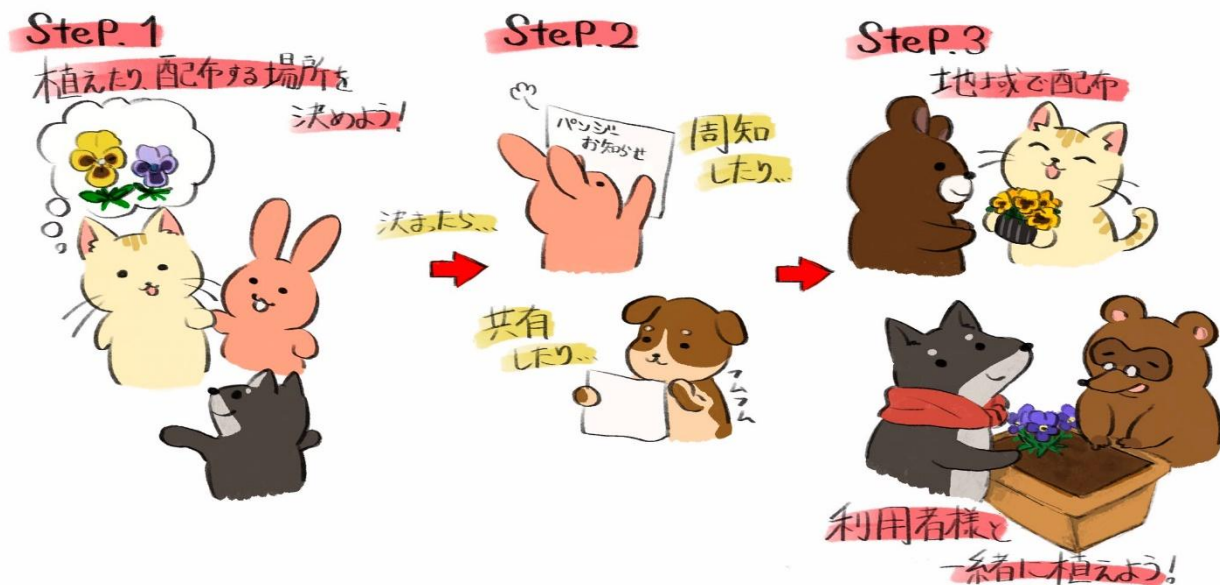 SteP.1
植えたり、配布する場所を
決めよう!
決まったら...
SteP.2
パンジー
お知らせ
周知
したり...
共有
したり...
フムフム
SteP.3
地域で配布
利用者様と
一緒に植えよう!